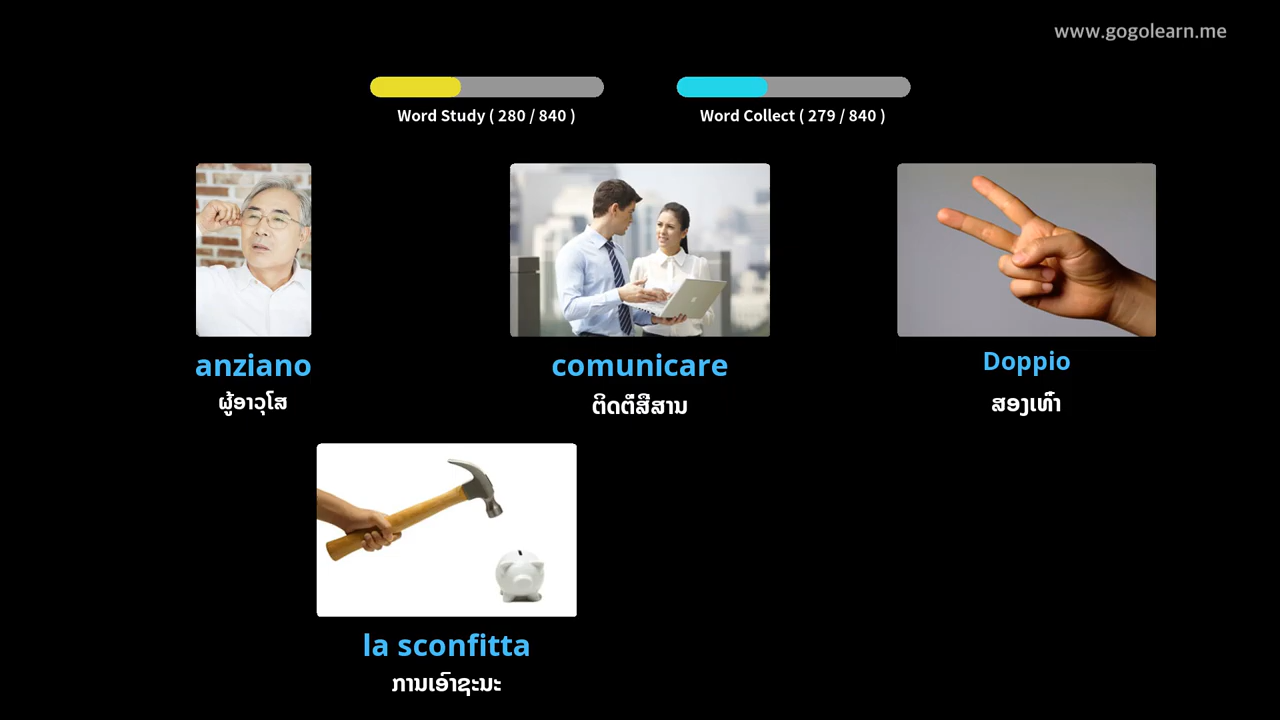 www.gogolearn.me
Word Study ( 280 / 840 )
Word Collect ( 279 / 840 )
anziano
ຜູ້ອາວຸໂສ
comunicare
ຕິດຕໍ່ສື່ສານ
Doppio
ສອງເທົ່າ
la sconfitta
ການເອົາຊະນະ